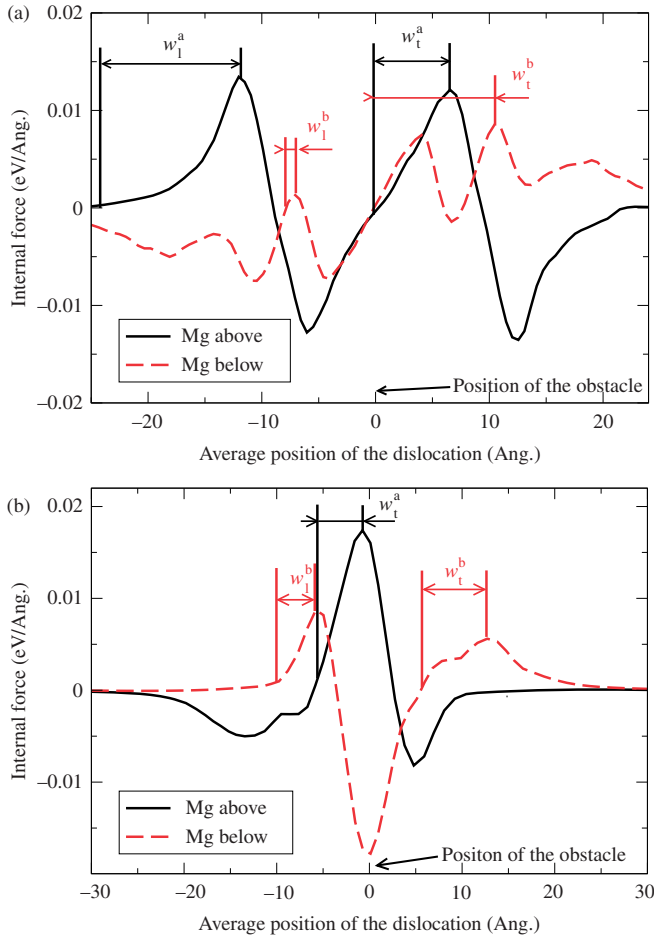 (a)
0.02
0.01
0
−0.01
−0.02
Internal force (eV/Ang.)
w_l^a
w_t^a
w_t^b
w_l^b
Mg above
Mg below
Position of the obstacle
−20
−10
0
10
20
Average position of the dislocation (Ang.)
(b)
0.02
0.01
0
−0.01
Internal force (eV/Ang.)
w_t^a
w_l^b
w_t^b
Mg above
Mg below
Positon of the obstacle
−30
−20
−10
0
10
20
30
Average position of the dislocation (Ang.)